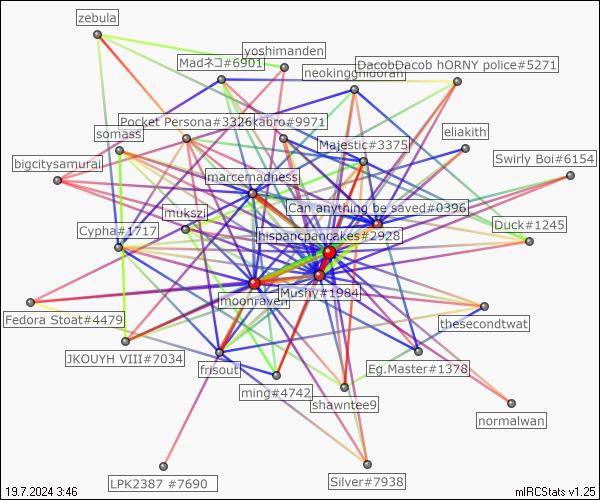 zebula
yoshimanden
Madネコ#6901
DacobDacob hORNY police#5271
neokingghidorah
Pocket Persona#3326
kabro#9971
somass
eliakith
Majestic#3375
Swirly Boi#6154
bigcitysamurai
marcemadness
Can anything be saved#0396
mukszi
Duck#1245
Cypha#1717
hispancpancakes#2928
moonraven
Mushy#1984
Fedora Stoat#4479
thesecondtwat
JKOUYH VIII#7034
frisout
Eg.Master#1378
ming#4742
shawntee9
normalwan
LPK2387 #7690
Silver#7938
19.7.2024 3:46
mIRCStats v1.25